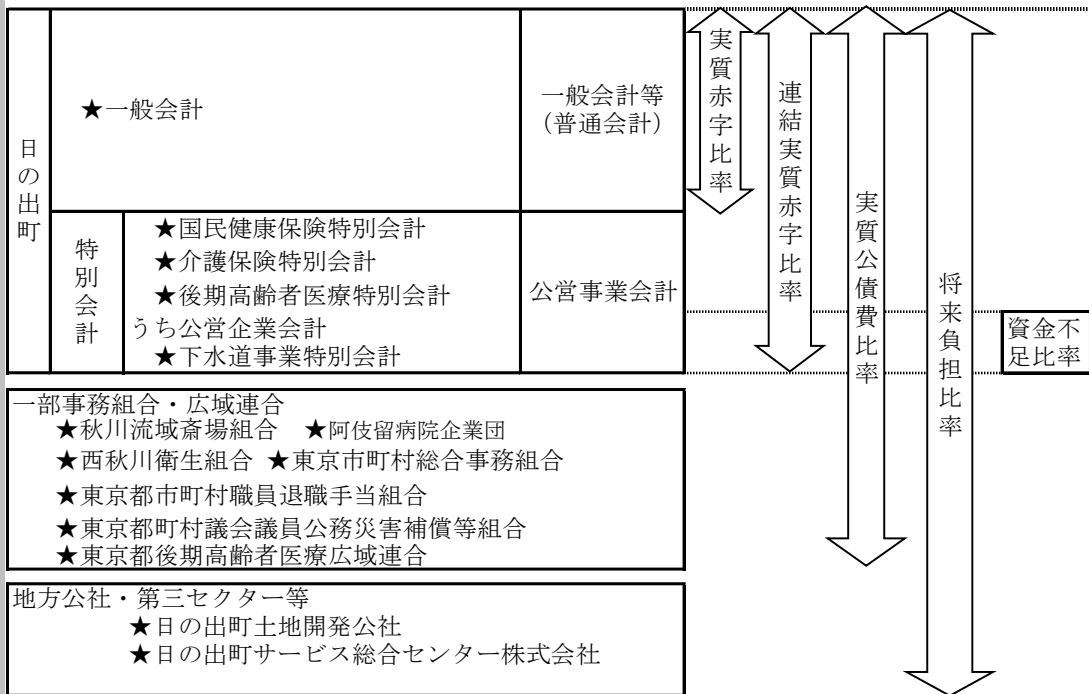 日の出町
★一般会計
一般会計等
(普通会計)
特別会計
★国民健康保険特別会計
★介護保険特別会計
★後期高齢者医療特別会計
うち公営企業会計
★下水道事業特別会計
公営事業会計
実質赤字比率
連結実質赤字比率
実質公債費比率
将来負担比率
資金不
足比率
一部事務組合・広域連合
★秋川流域斎場組合 ★阿伎留病院企業団
★西秋川衛生組合 ★東京市町村総合事務組合
★東京都市町村職員退職手当組合
★東京都町村議会議員公務災害補償等組合
★東京都後期高齢者医療広域連合
地方公社・第三セクター等
★日の出町土地開発公社
★日の出町サービス総合センター株式会社